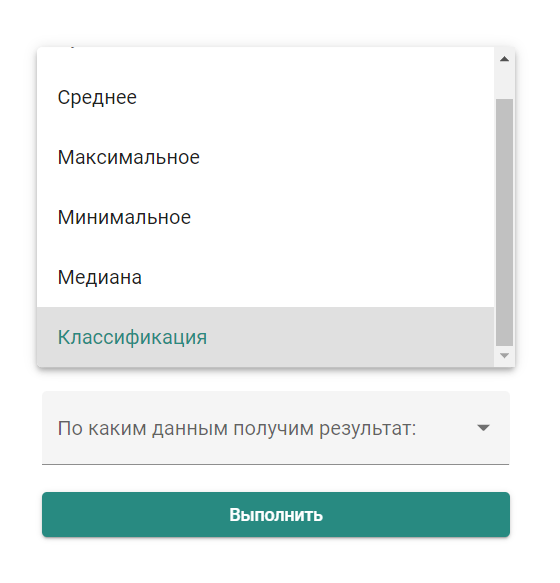 Среднее
Максимальное
Минимальное
Медиана
Классификация
По каким данным получим результат:
Выполнить